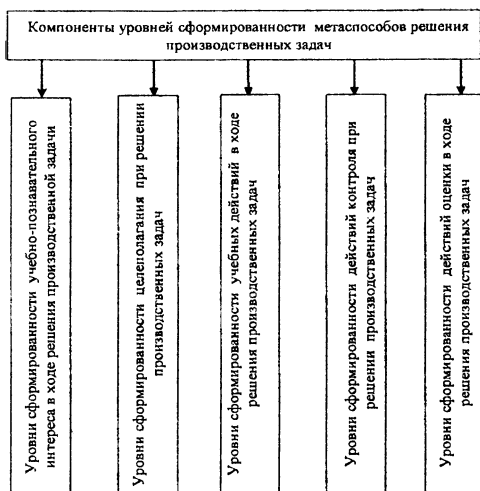 Компоненты уровней сформированности метаспособов решения
производственных задач
Уровни сформированности учебно-познавательного
интереса в ходе решения производственной задачи
Уровни сформированности целеполагания при решении
производственных задач
Уровни сформированности учебных действий в ходе
решения производственных задач
Уровни сформированности действий контроля при
решении производственных задач
Уровни сформированности действий оценки в ходе
решения производственных задач